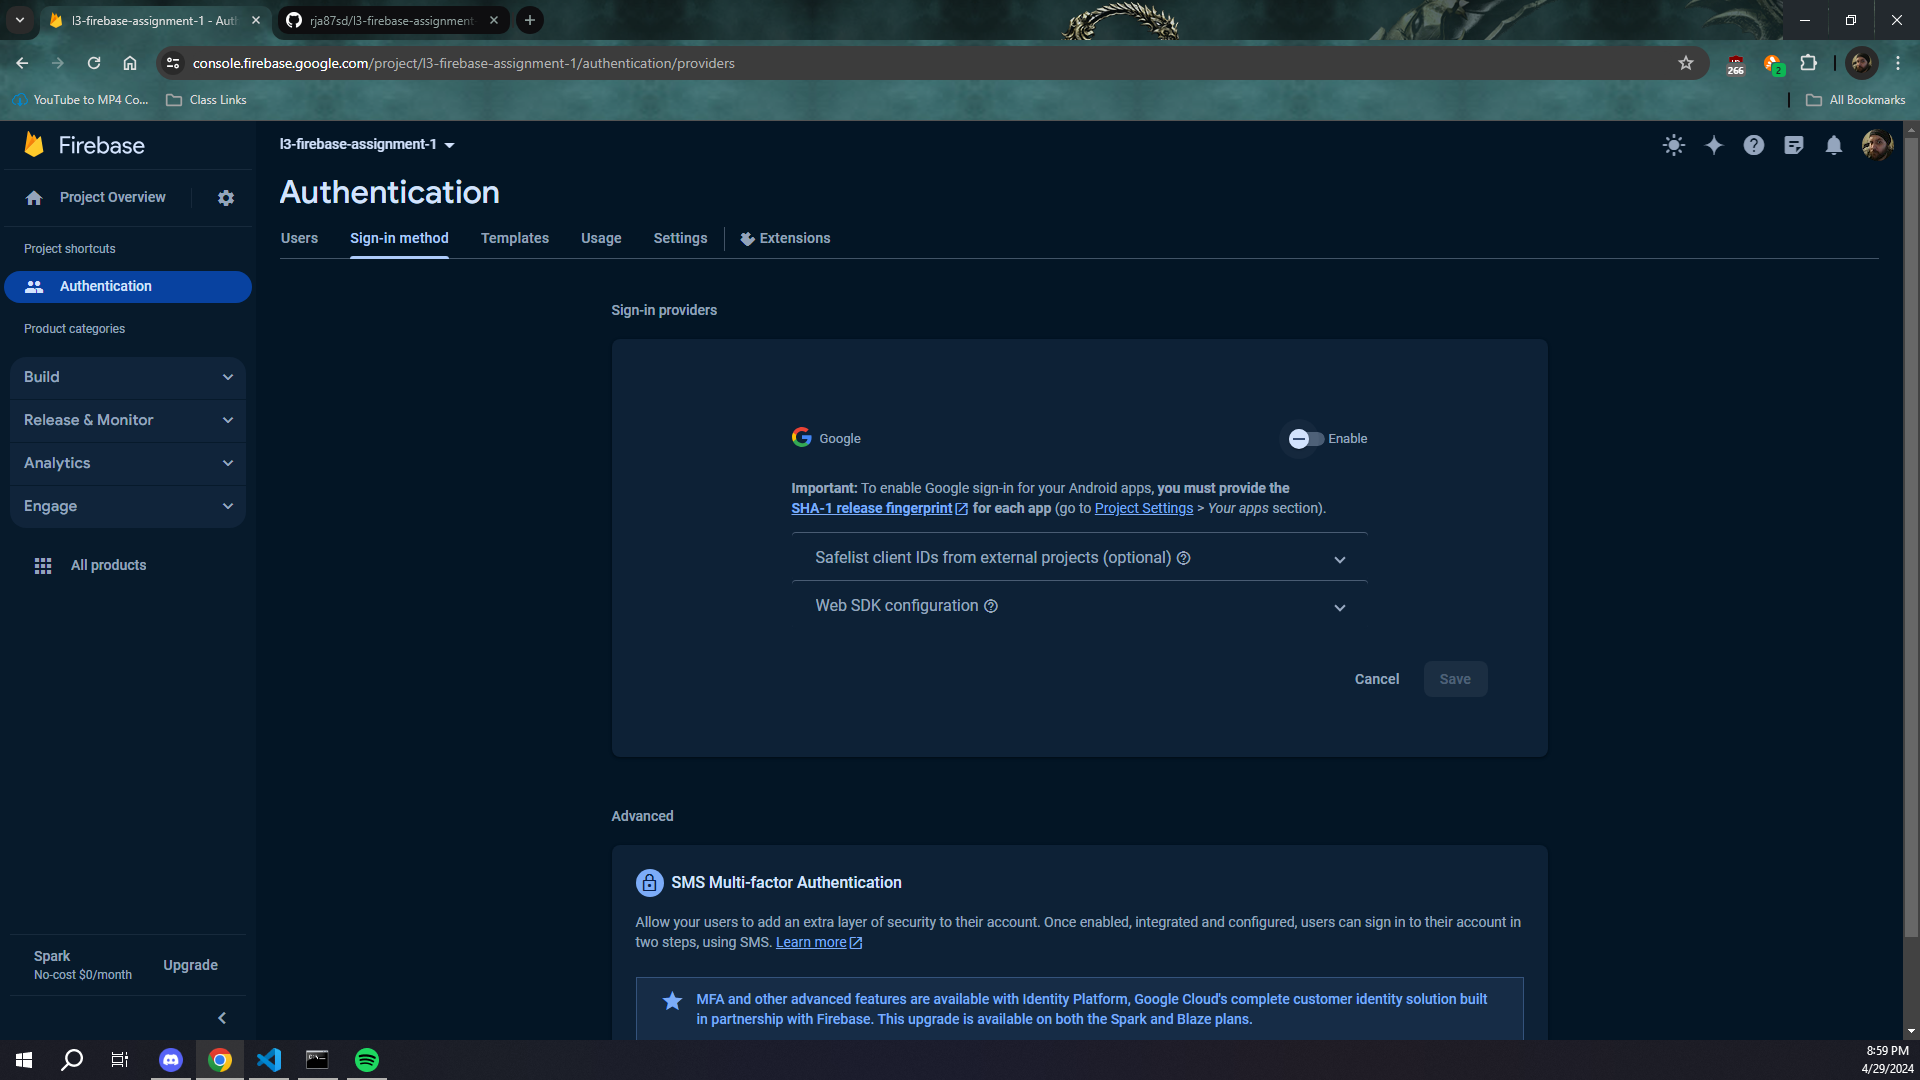 l3-firebase-assignment-1 - Aut
rja87sd/l3-firebase-assignment
console.firebase.google.com/project/l3-firebase-assignment-1/authentication/providers
266
2
YouTube to MP4 Co...
Class Links
All Bookmarks
Firebase
l3-firebase-assignment-1
Authentication
Project Overview
Users
Sign-in method
Templates
Usage
Settings
Extensions
Project shortcuts
Authentication
Product categories
Build
Release & Monitor
Analytics
Engage
All products
Sign-in providers
Google
Enable
Important: To enable Google sign-in for your Android apps, you must provide the
SHA-1 release fingerprint for each app (go to Project Settings > Your apps section).
Safelist client IDs from external projects (optional)
Web SDK configuration
Cancel
Save
Advanced
SMS Multi-factor Authentication
Allow your users to add an extra layer of security to their account. Once enabled, integrated and configured, users can sign in to their account in
two steps, using SMS. Learn more
MFA and other advanced features are available with Identity Platform, Google Cloud's complete customer identity solution built
in partnership with Firebase. This upgrade is available on both the Spark and Blaze plans.
Spark
No-cost $0/month
Upgrade
8:59 PM
4/29/2024